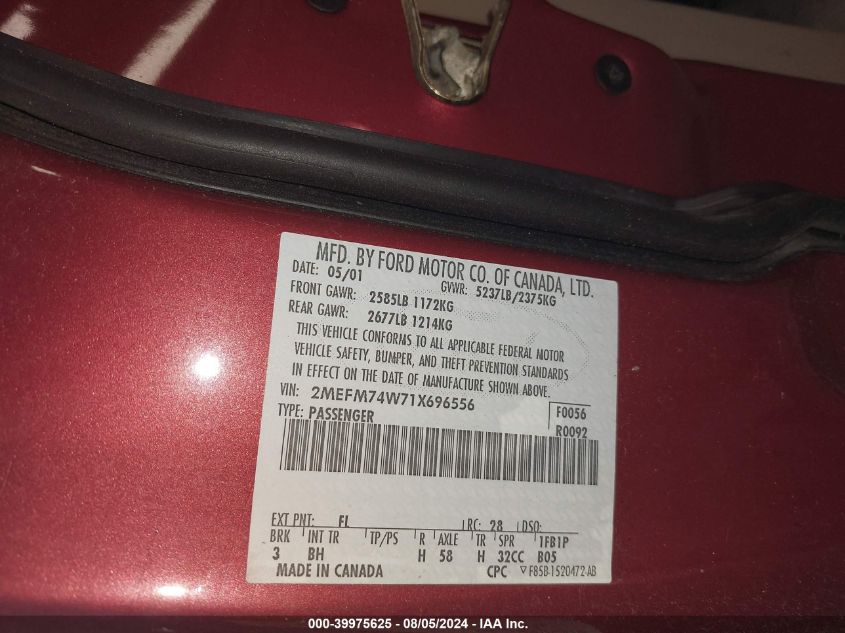 MFD. BY FORD MOTOR CO. OF CANADA, LTD.
DATE: 05/01 GVWR: 5237LB/2375KG
FRONT GAWR: 2585LB 1172KG
REAR GAWR: 2677LB 1214KG
THIS VEHICLE CONFORMS TO ALL APPLICABLE FEDERAL MOTOR
VEHICLE SAFETY, BUMPER, AND THEFT PREVENTION STANDARDS
IN EFFECT ON THE DATE OF MANUFACTURE SHOWN ABOVE.
VIN: 2MEFM74W71X696556 F0056
TYPE: PASSENGER R0092
EXT PNT: FL RC: 28 DSO:
BRK INT TR TP/PS R AXLE TR SPR 1FB1P
3 BH H 58 H 32CC B05
MADE IN CANADA CPC ▽F85B-1520472-AB
000-39975625 - 08/05/2024 - IAA Inc.